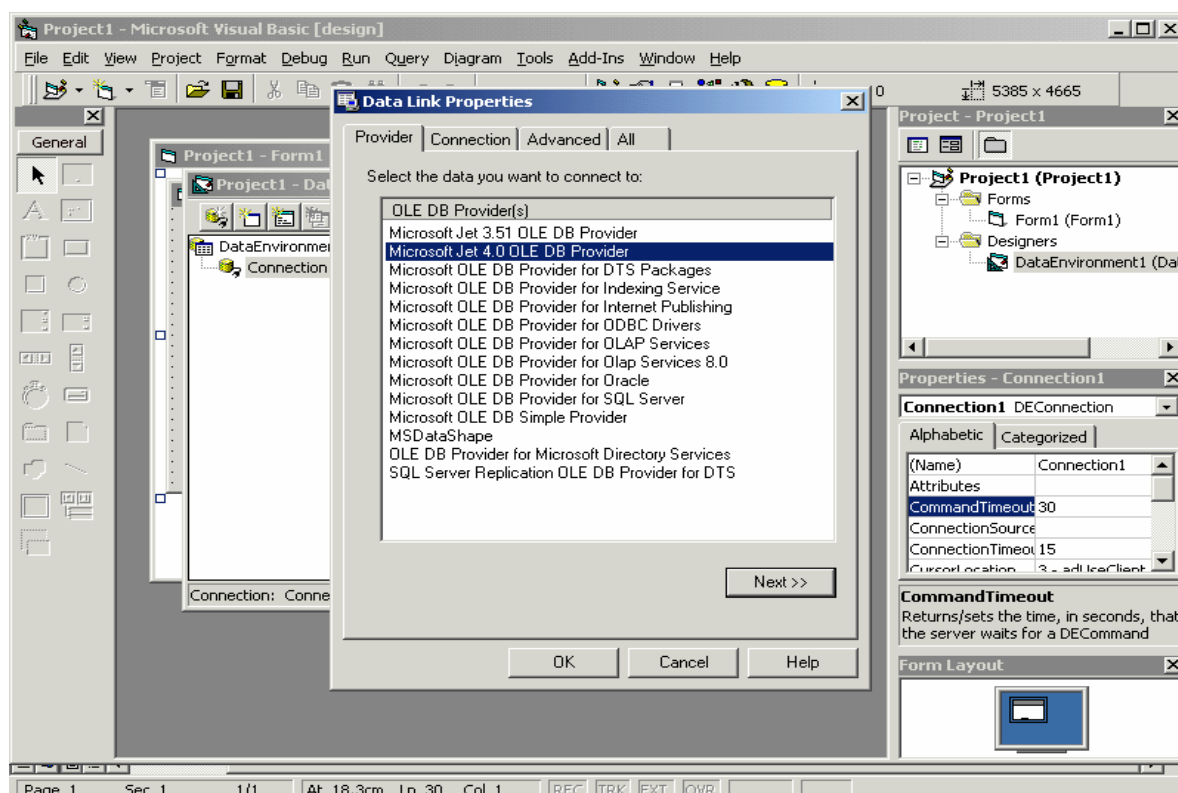 Project1 - Microsoft Visual Basic [design]
File Edit View Project Format Debug Run Query Diagram Tools Add-Ins Window Help
0
5385 x 4665
General
Project1 - Form1
Project1 - Dat
DataEnvironme
Connection
Connection: Conne
Data Link Properties
Provider Connection Advanced All
Select the data you want to connect to:
OLE DB Provider(s)
Microsoft Jet 3.51 OLE DB Provider
Microsoft Jet 4.0 OLE DB Provider
Microsoft OLE DB Provider for DTS Packages
Microsoft OLE DB Provider for Indexing Service
Microsoft OLE DB Provider for Internet Publishing
Microsoft OLE DB Provider for ODBC Drivers
Microsoft OLE DB Provider for OLAP Services
Microsoft OLE DB Provider for Olap Services 8.0
Microsoft OLE DB Provider for Oracle
Microsoft OLE DB Provider for SQL Server
Microsoft OLE DB Simple Provider
MSDataShape
OLE DB Provider for Microsoft Directory Services
SQL Server Replication OLE DB Provider for DTS
Next >>
OK Cancel Help
Project - Project1
Project1 (Project1)
Forms
Form1 (Form1)
Designers
DataEnvironment1 (Da
Properties - Connection1
Connection1 DEConnection
Alphabetic Categorized
(Name) Connection1
Attributes
CommandTimeout 30
ConnectionSource
ConnectionTimeou 15
CursorLocation 3 - adUseClient
CommandTimeout
Returns/sets the time, in seconds, that
the server waits for a DECommand
Form Layout
Page 1 Sec 1 1/1 At 18.3cm Ln 30 Col 1 REC TRK EXT OVR